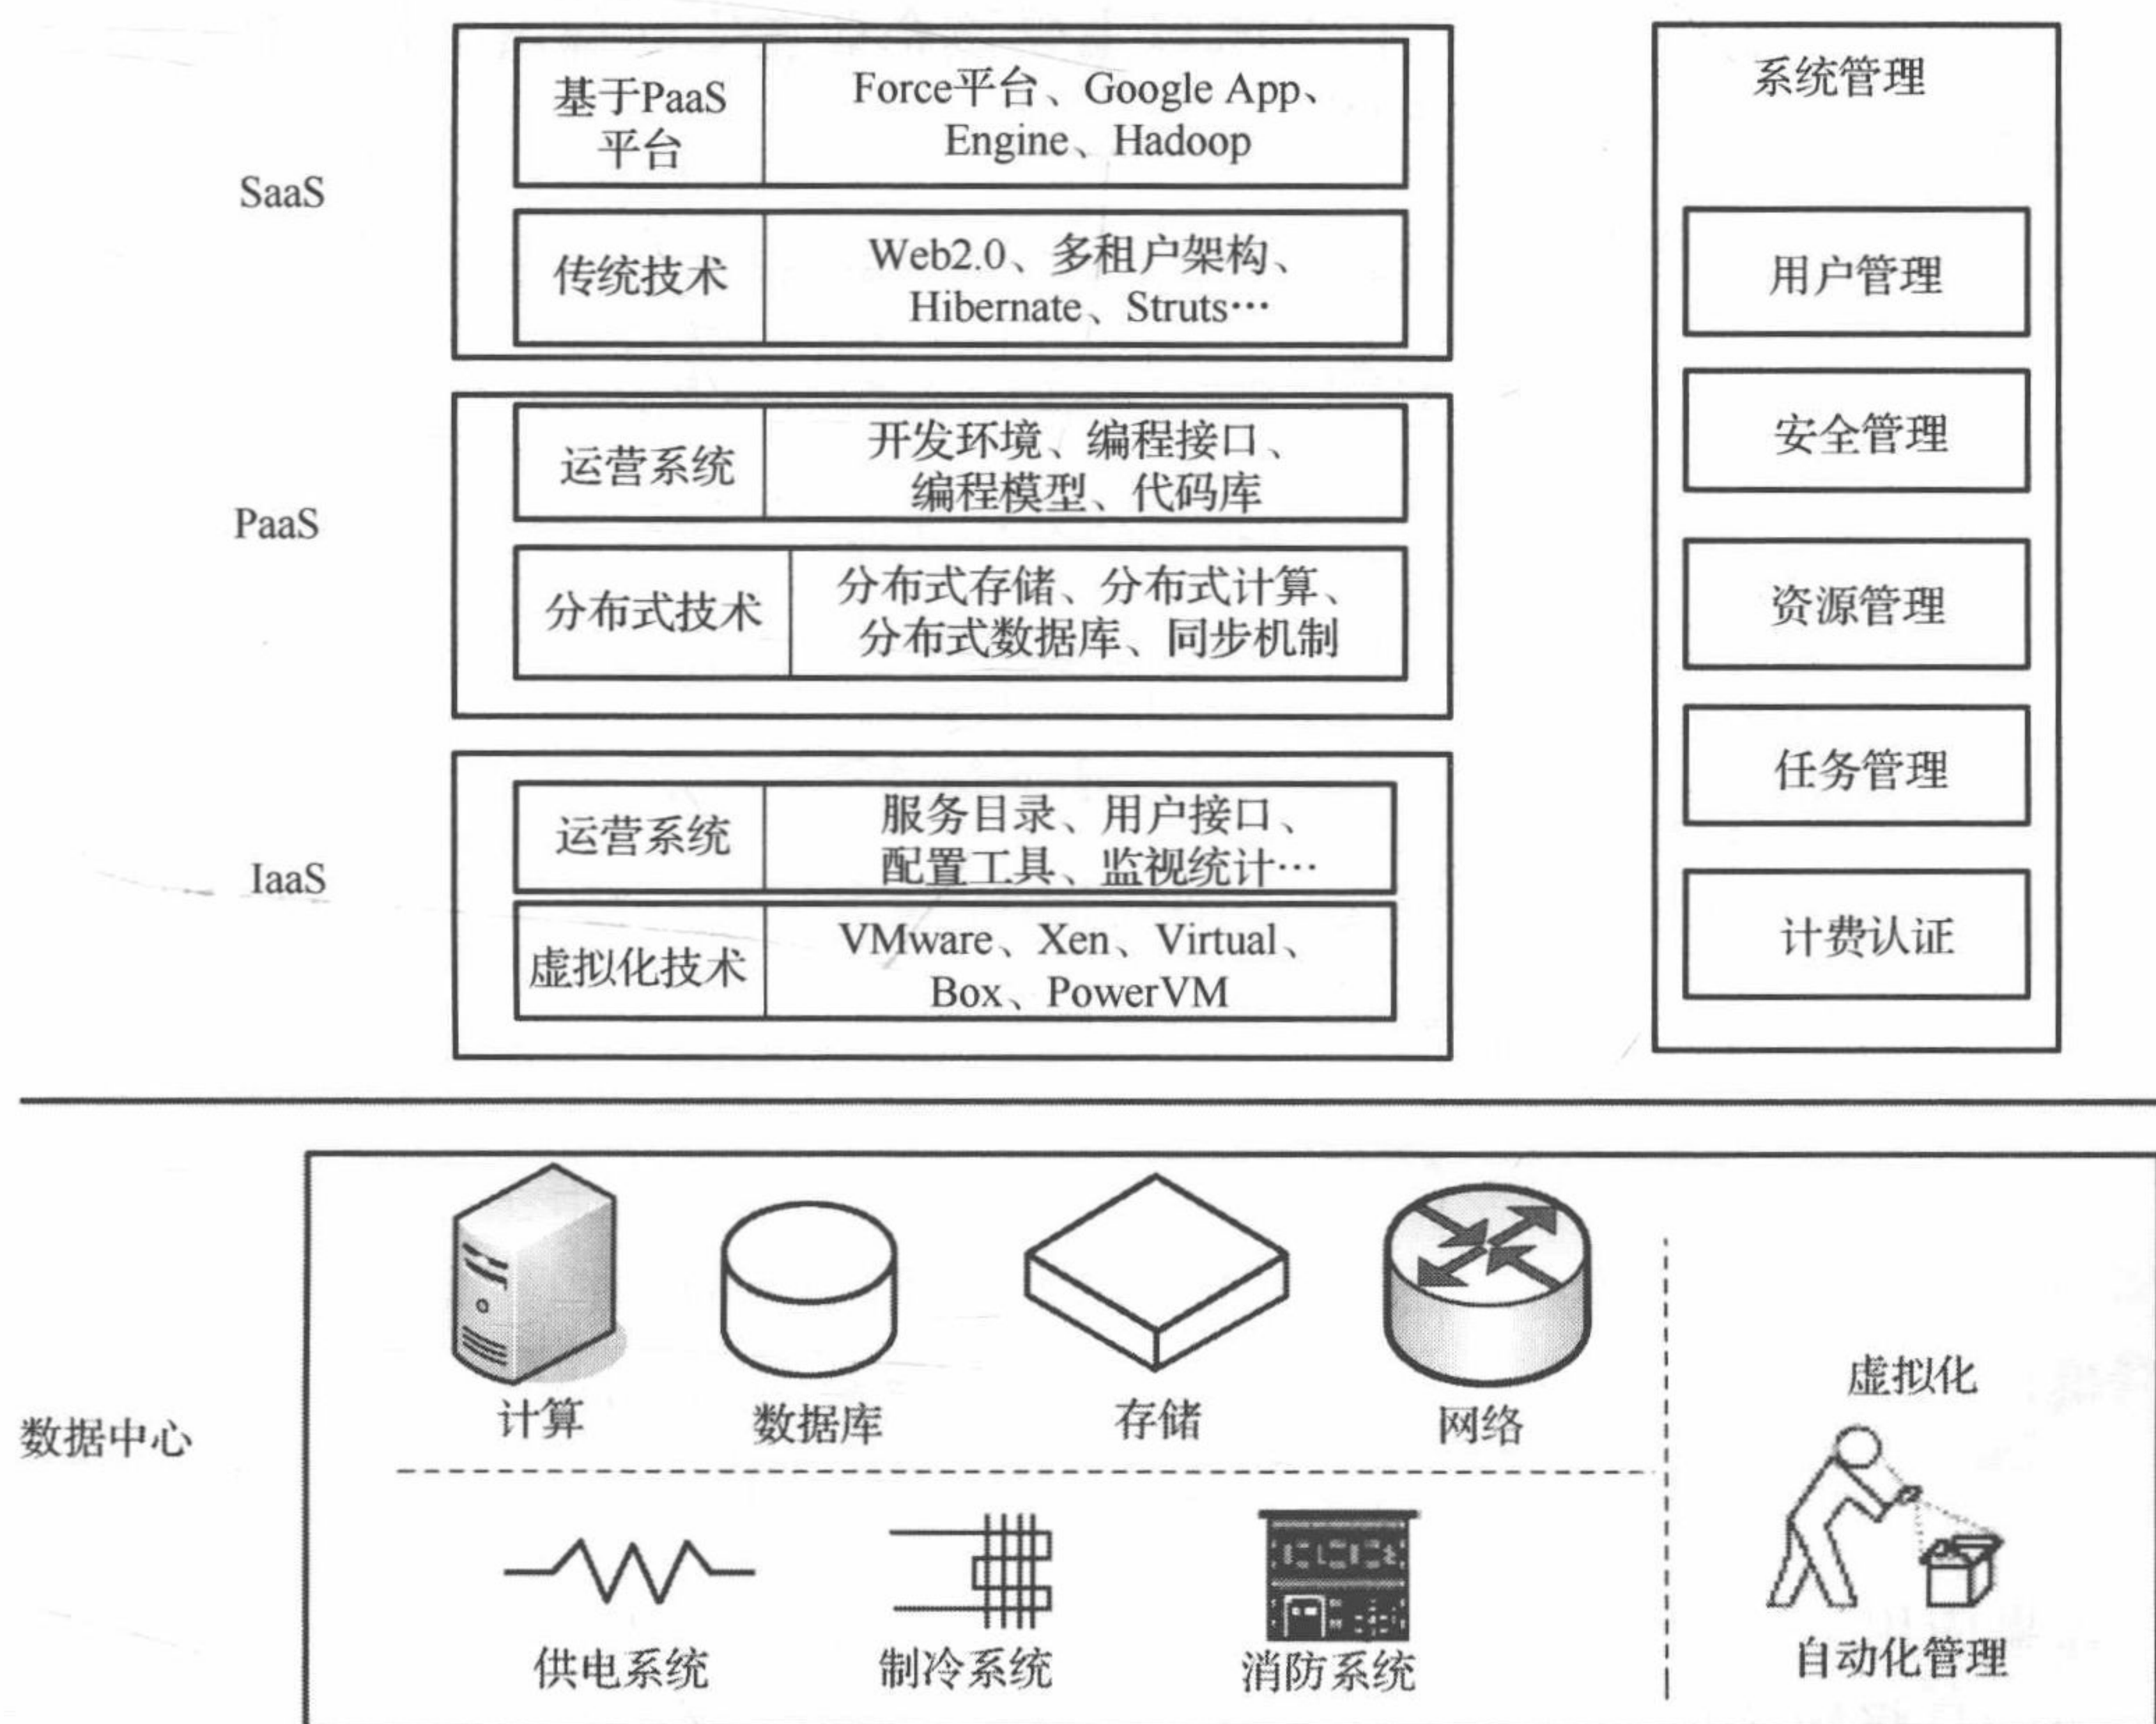 SaaS
基于PaaS
平台
Force平台、Google App、
Engine、Hadoop
传统技术
Web2.0、多租户架构、
Hibernate、Struts…
PaaS
运营系统
开发环境、编程接口、
编程模型、代码库
分布式技术
分布式存储、分布式计算、
分布式数据库、同步机制
IaaS
运营系统
服务目录、用户接口、
配置工具、监视统计…
虚拟化技术
VMware、Xen、Virtual、
Box、PowerVM
系统管理
用户管理
安全管理
资源管理
任务管理
计费认证
数据中心
计算
数据库
存储
网络
供电系统
制冷系统
消防系统
虚拟化
自动化管理